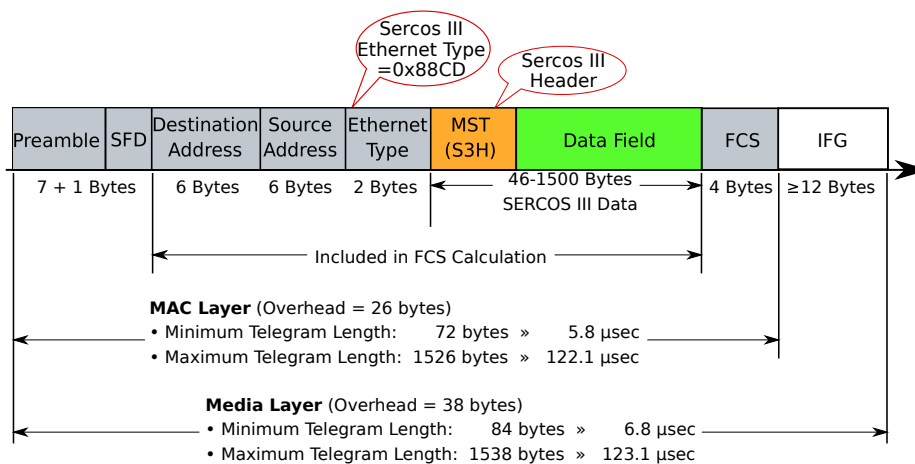 Sercos III
Ethernet Type
=0x88CD
Sercos III
Header
Preamble
SFD
Destination
Address
Source
Address
Ethernet
Type
MST
(S3H)
Data Field
FCS
IFG
7 + 1 Bytes
6 Bytes
6 Bytes
2 Bytes
46-1500 Bytes
SERCOS III Data
4 Bytes
≥12 Bytes
Included in FCS Calculation
MAC Layer (Overhead = 26 bytes)
• Minimum Telegram Length: 72 bytes » 5.8 µsec
• Maximum Telegram Length: 1526 bytes » 122.1 µsec
Media Layer (Overhead = 38 bytes)
• Minimum Telegram Length: 84 bytes » 6.8 µsec
• Maximum Telegram Length: 1538 bytes » 123.1 µsec